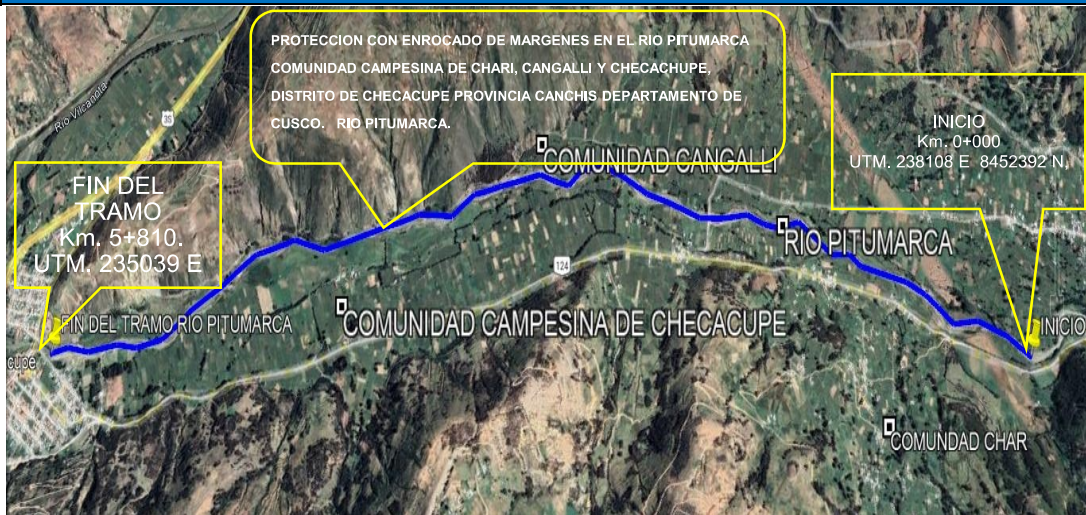 PROTECCION CON ENROCADO DE MARGENES EN EL RIO PITUMARCA
COMUNIDAD CAMPESINA DE CHARI, CANGALLI Y CHECACHUPE,
DISTRITO DE CHECACUPE PROVINCIA CANCHIS DEPARTAMENTO DE
CUSCO. RIO PITUMARCA.
INICIO
Km. 0+000
UTM. 238108 E 8452392 N.
Rio Vilcanota
3S
COMUNIDAD CANGALLI
FIN DEL
TRAMO
Km. 5+810.
UTM. 235039 E
RIO PITUMARCA
124
FIN DEL TRAMO RIO PITUMARCA
COMUNIDAD CAMPESINA DE CHECACUPE
INICIO
cupe
COMUNDAD CHAR